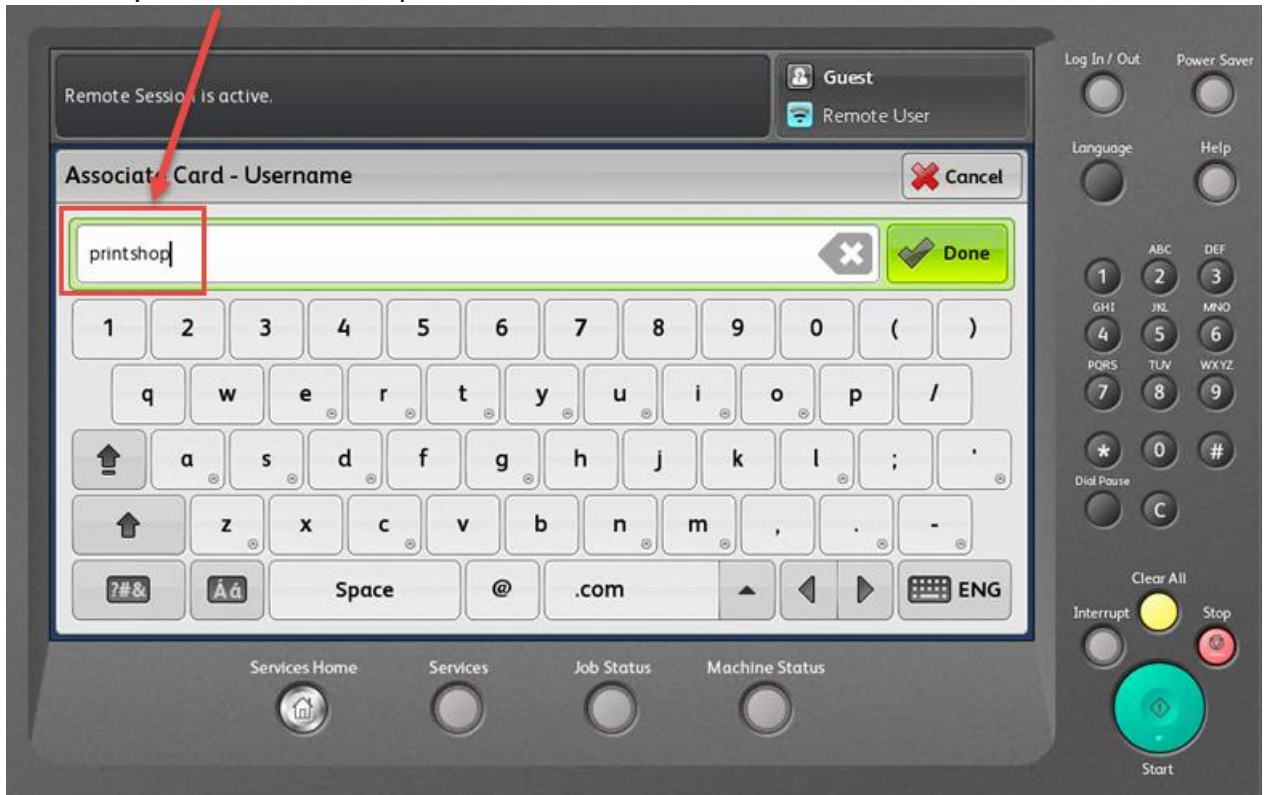 Log In / Out Power Saver
Remote Session is active.
Guest
Remote User
Language Help
Associate Card - Username
Cancel
printshop
Done
1 2 3 4 5 6 7 8 9 0 ( )
q w e r t y u i o p /
a s d f g h j k l ; '
z x c v b n m , . -
?#& Áá Space @ .com ENG
ABC DEF
1 2 3
GHI JKL MNO
4 5 6
PQRS TUV WXYZ
7 8 9
* 0 #
Dial Pause
C
Clear All
Interrupt Stop
Start
Services Home Services Job Status Machine Status